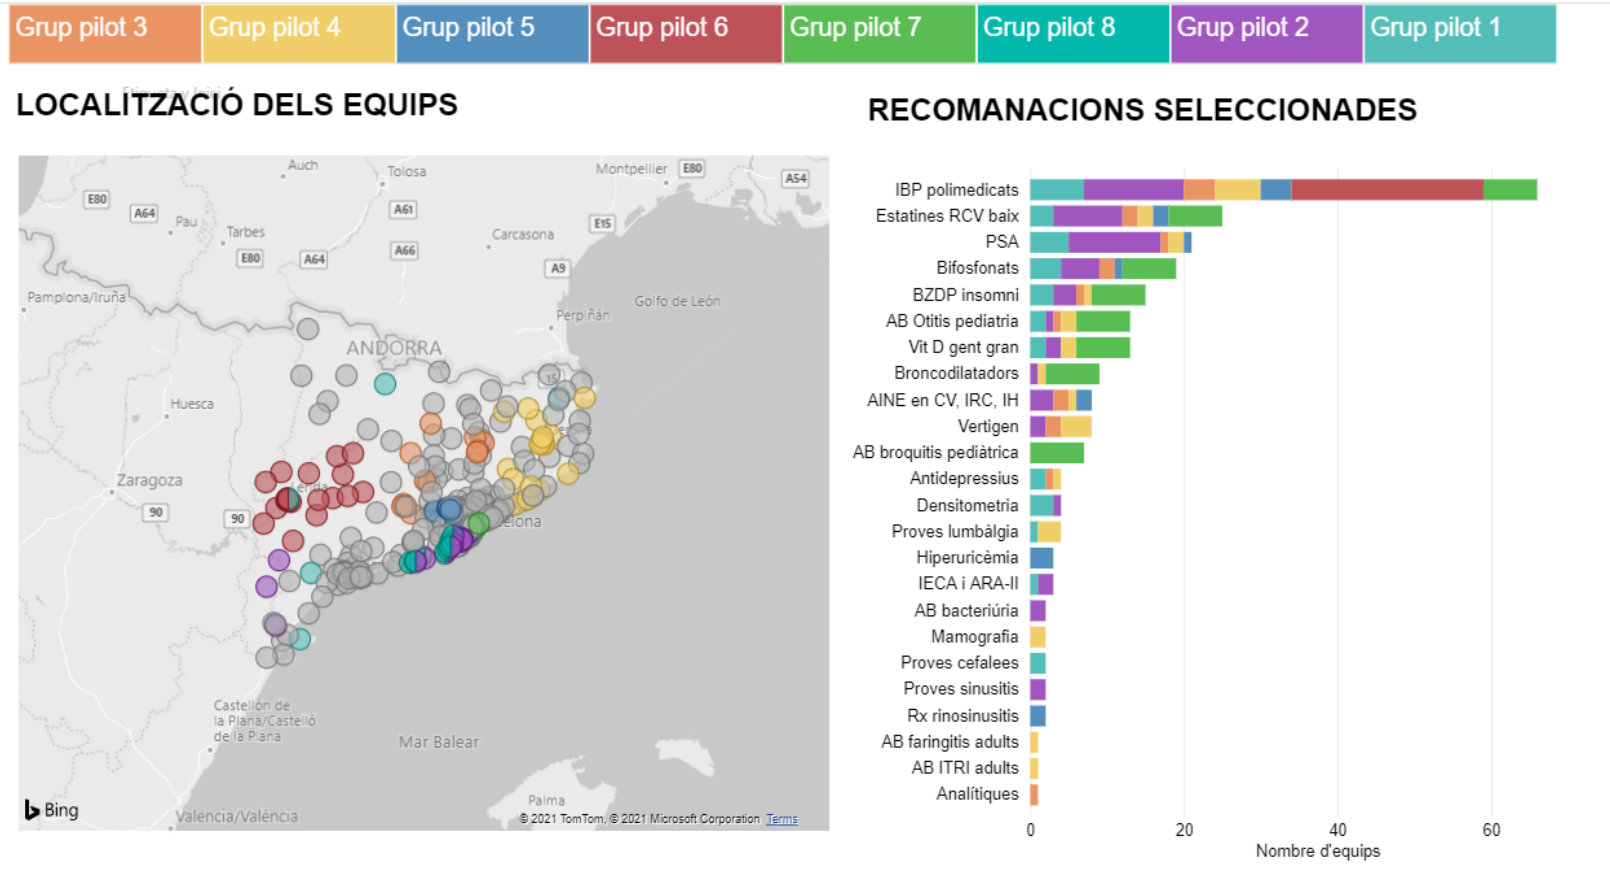 Grup pilot 3
Grup pilot 4
Grup pilot 5
Grup pilot 6
Grup pilot 7
Grup pilot 8
Grup pilot 2
Grup pilot 1
LOCALITZACIÓ DELS EQUIPS
Auch
Tolosa
Montpellier
E80
A54
E80
A64
Pau
A61
E15
Tarbes
Carcasona
E80
A64
A66
A9
Pamplona/Iruña
Golfo de León
Perpiñán
ANDORRA
15
Huesca
Zaragoza
Lérida
90
90
elona
Castellón de
la Plana/Castelló
de la Plana
Mar Balear
Palma
Bing
Valencia/València
© 2021 TomTom, © 2021 Microsoft Corporation Terms
RECOMANACIONS SELECCIONADES
IBP polimedicats
Estatines RCV baix
PSA
Bifosfonats
BZDP insomni
AB Otitis pediatria
Vit D gent gran
Broncodilatadors
AINE en CV, IRC, IH
Vertigen
AB broquitis pediàtrica
Antidepressius
Densitometria
Proves lumbàlgia
Hiperuricèmia
IECA i ARA-II
AB bacteriúria
Mamografia
Proves cefalees
Proves sinusitis
Rx rinosinusitis
AB faringitis adults
AB ITRI adults
Analítiques
0
20
40
60
Nombre d'equips